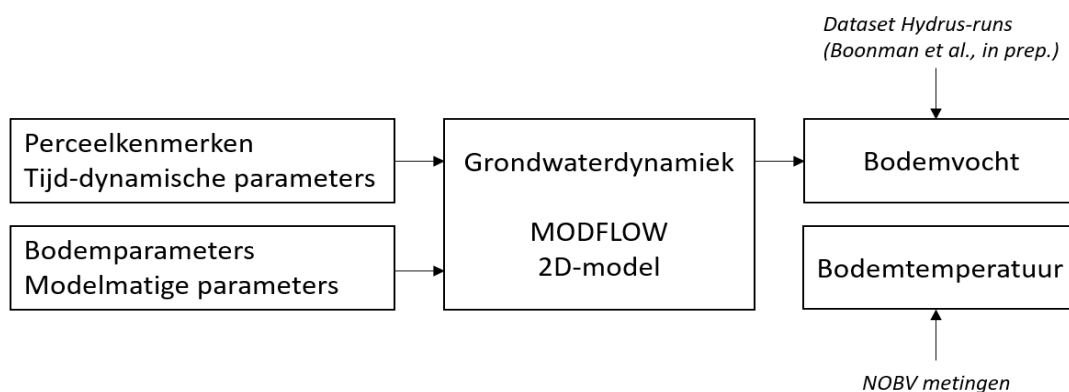 Dataset Hydrus-runs
(Boonman et al., in prep.)
Perceelkenmerken
Tijd-dynamische parameters
Grondwaterdynamiek
MODFLOW
2D-model
Bodemvocht
Bodemparameters
Modelmatige parameters
Bodemtemperatuur
NOBV metingen